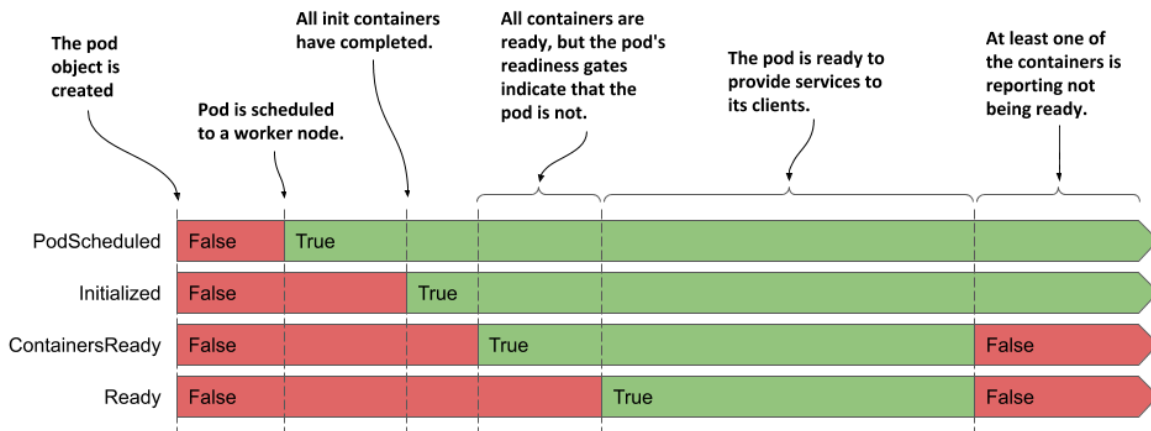 The pod
object is
created
Pod is scheduled
to a worker node.
All init containers
have completed.
All containers are
ready, but the pod's
readiness gates
indicate that the
pod is not.
The pod is ready to
provide services to
its clients.
At least one of
the containers is
reporting not
being ready.
PodScheduled
False
True
Initialized
False
True
ContainersReady
False
True
False
Ready
False
True
False